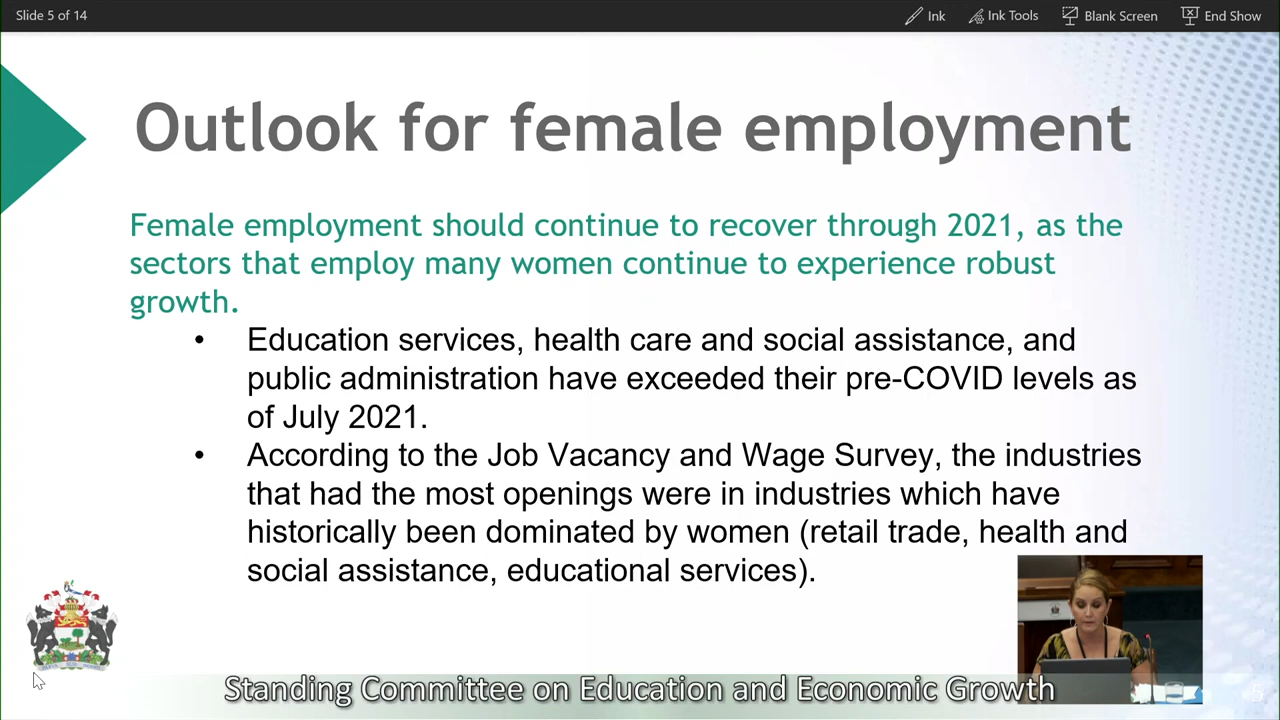 Slide 5 of 14
Ink
Ink Tools
Blank Screen
End Show
Outlook for female employment
Female employment should continue to recover through 2021, as the
sectors that employ many women continue to experience robust
growth.
• Education services, health care and social assistance, and
public administration have exceeded their pre-COVID levels as
of July 2021.
• According to the Job Vacancy and Wage Survey, the industries
that had the most openings were in industries which have
historically been dominated by women (retail trade, health and
social assistance, educational services).
Standing Committee on Education and Economic Growth
5